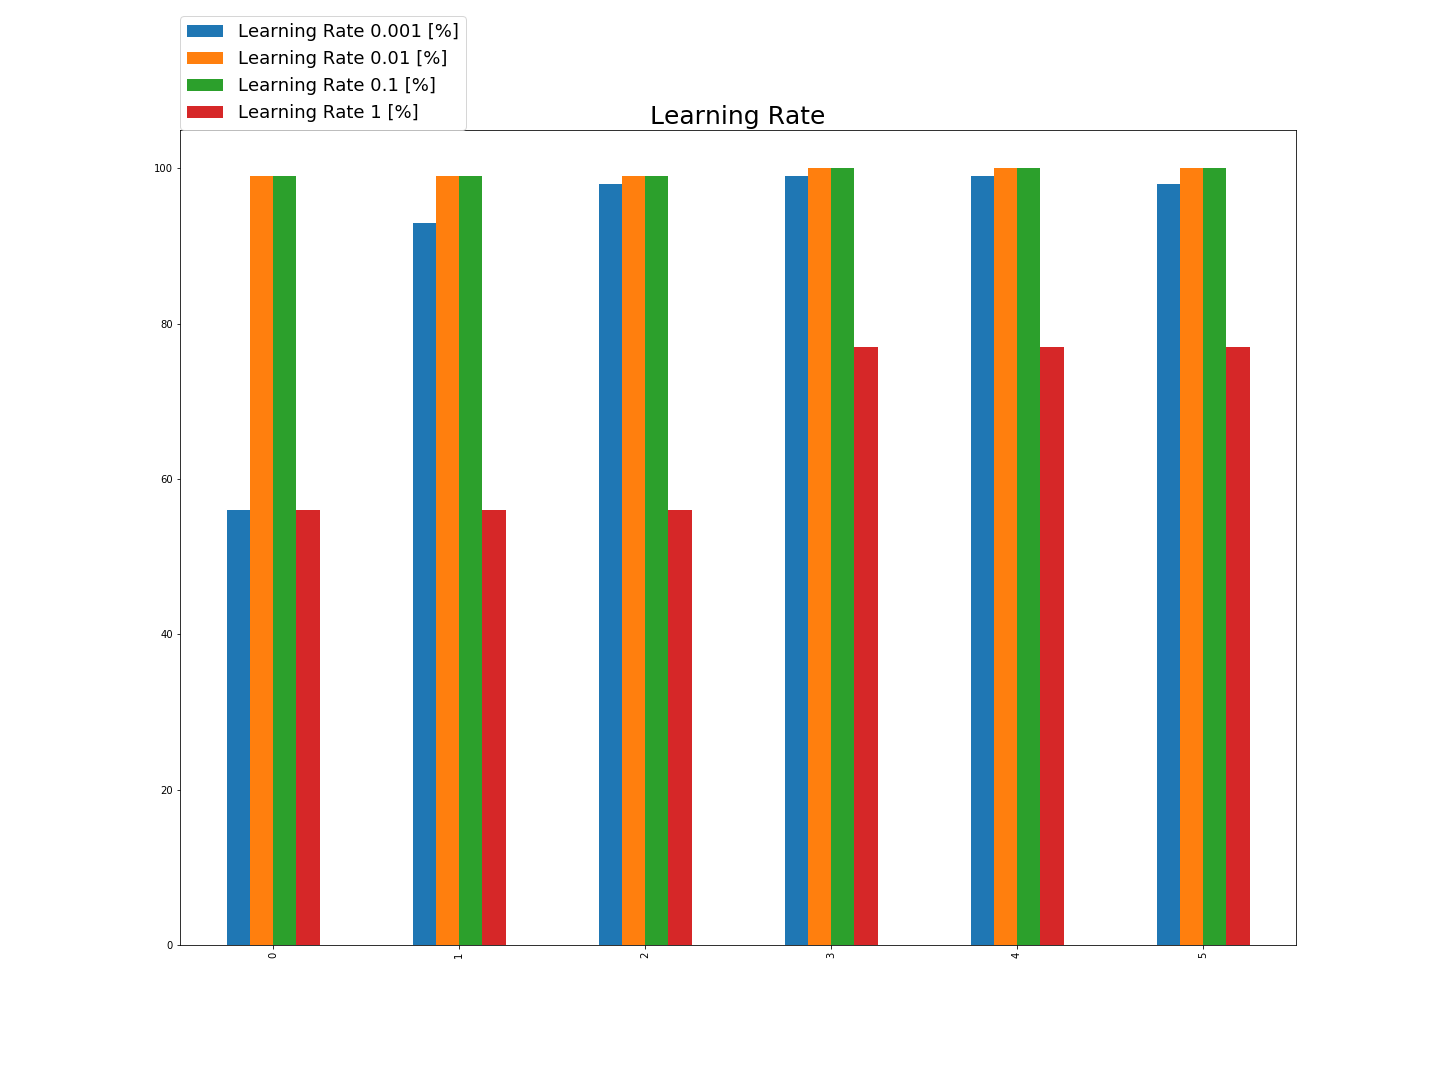 Learning Rate 0.001 [%]
Learning Rate 0.01 [%]
Learning Rate 0.1 [%]
Learning Rate 1 [%]
Learning Rate
100
80
60
40
20
0
0 1 2 3 4 5